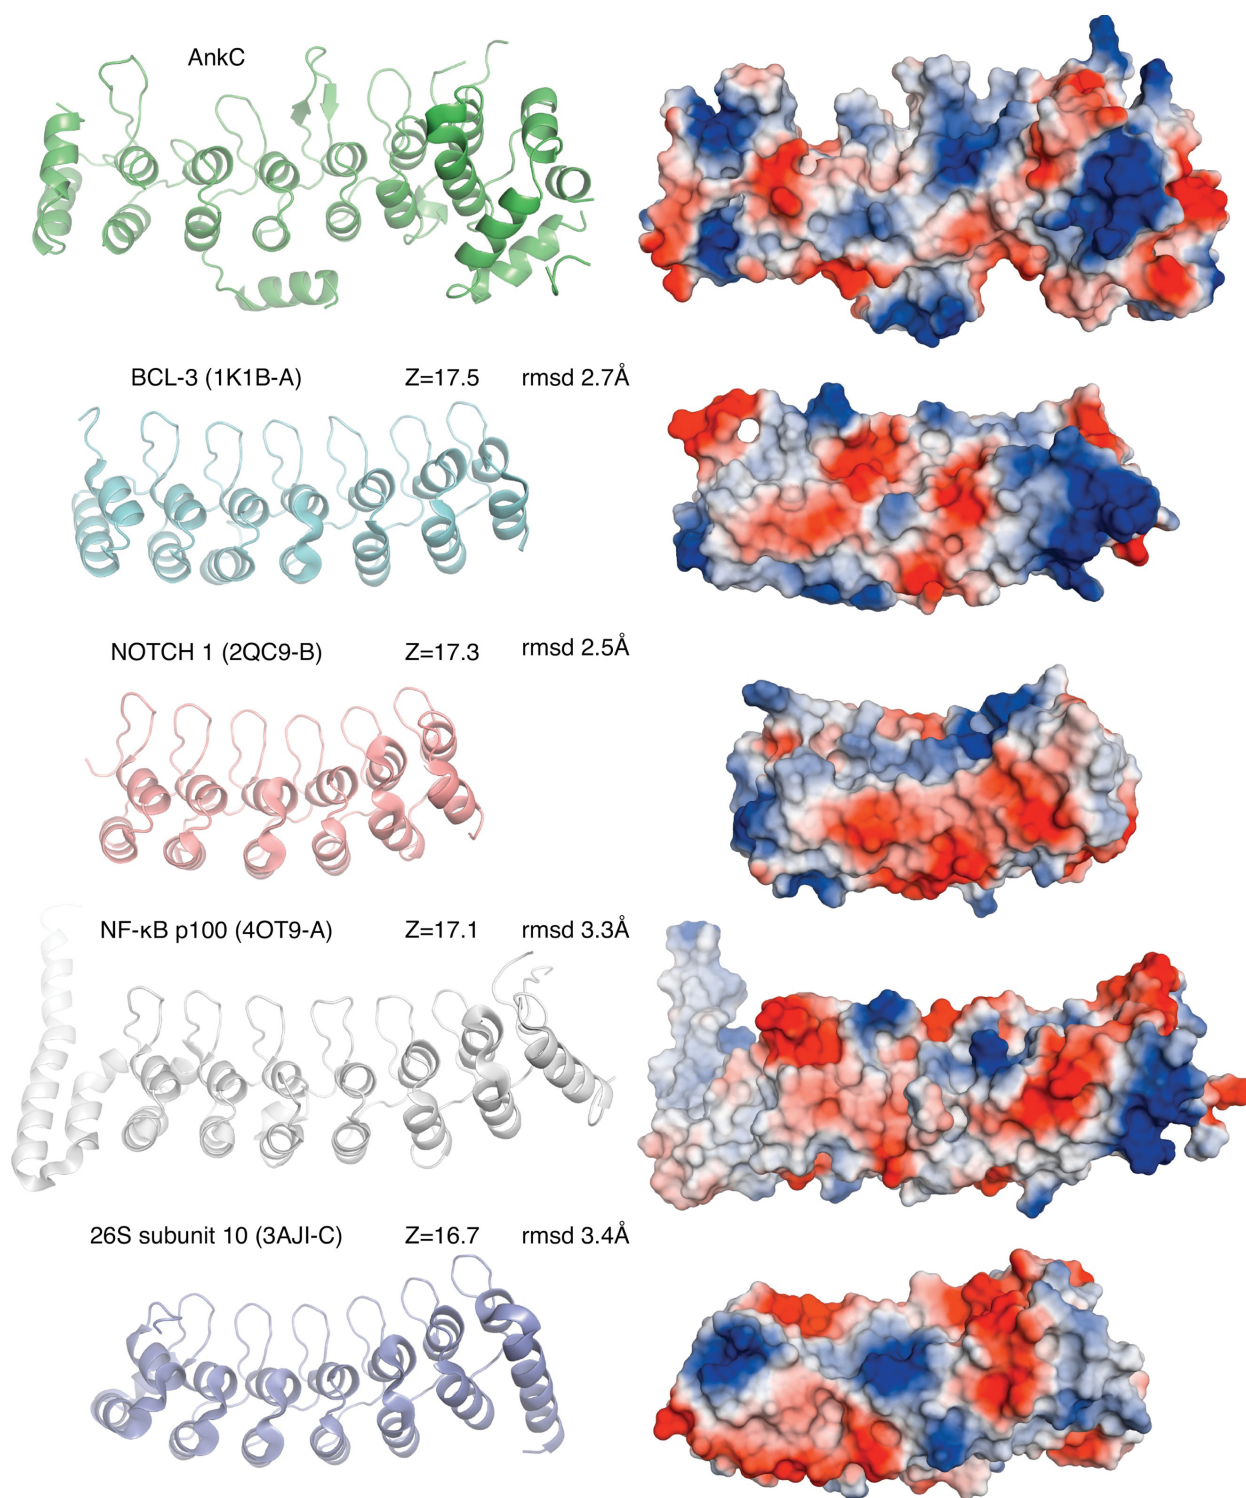 AnkC
BCL-3 (1K1B-A) Z=17.5 rmsd 2.7Å
NOTCH 1 (2QC9-B) Z=17.3 rmsd 2.5Å
NF-κB p100 (4OT9-A) Z=17.1 rmsd 3.3Å
26S subunit 10 (3AJI-C) Z=16.7 rmsd 3.4Å